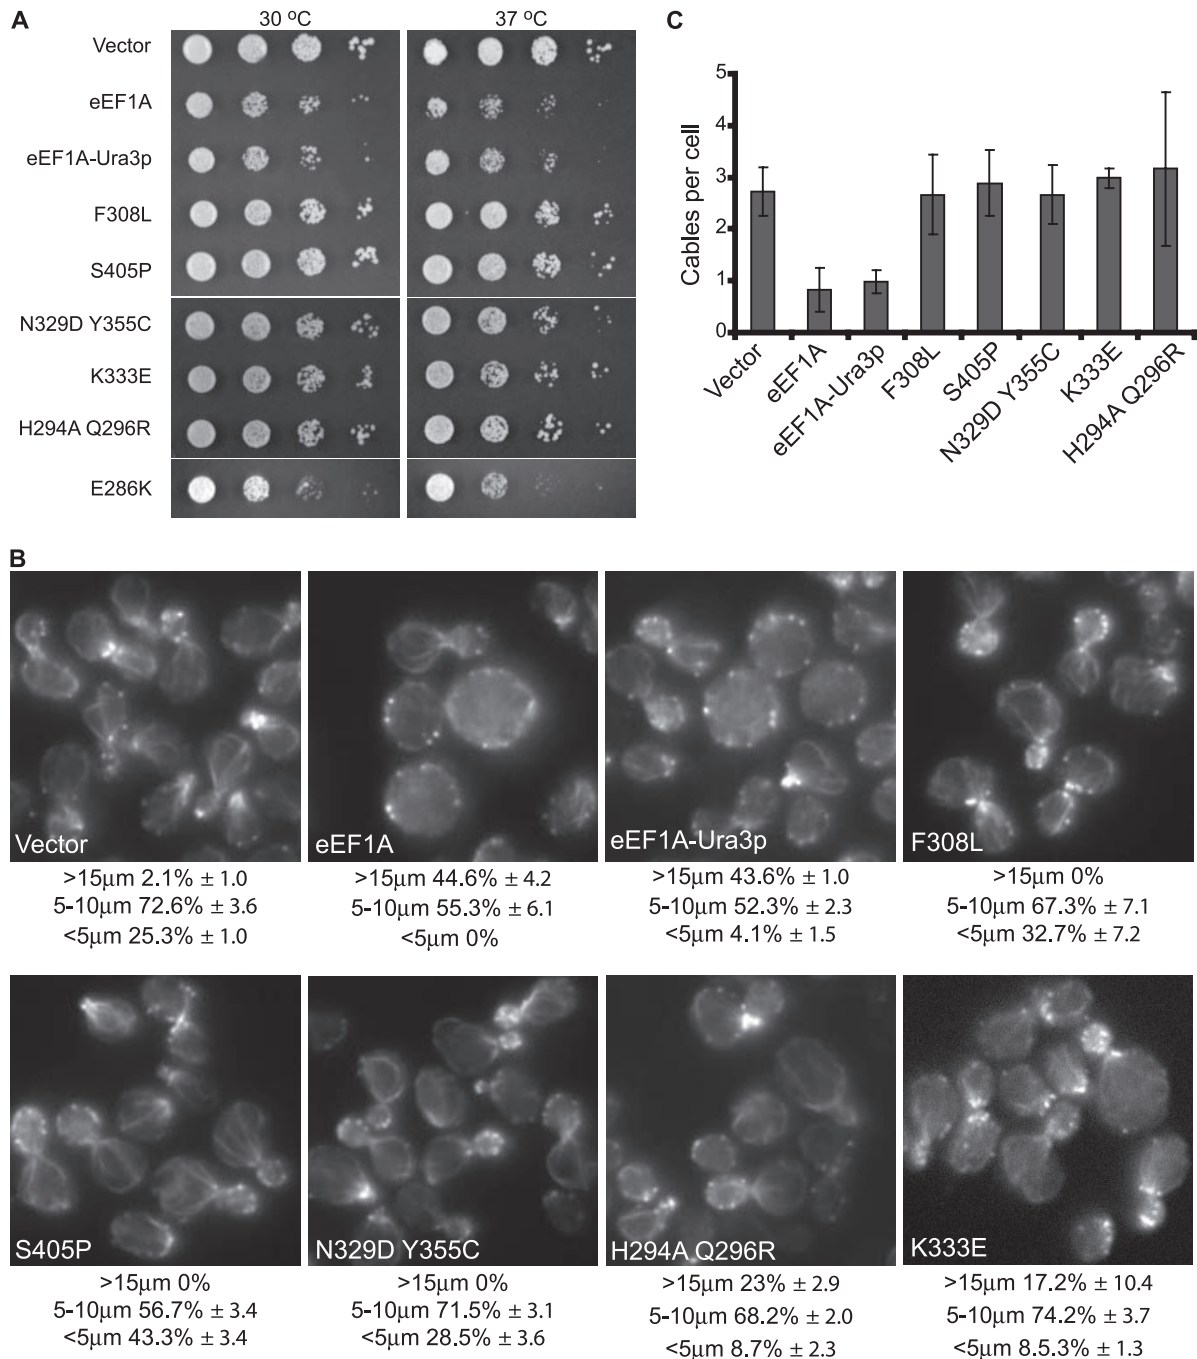 A
30 °C
37 °C
Vector
eEF1A
eEF1A-Ura3p
F308L
S405P
N329D Y355C
K333E
H294A Q296R
E286K
C
Cables per cell
5
4
3
2
1
0
Vector
eEF1A
eEF1A-Ura3p
F308L
S405P
N329D Y355C
K333E
H294A Q296R
B
Vector
>15μm 2.1% ± 1.0
5-10μm 72.6% ± 3.6
<5μm 25.3% ± 1.0
eEF1A
>15μm 44.6% ± 4.2
5-10μm 55.3% ± 6.1
<5μm 0%
eEF1A-Ura3p
>15μm 43.6% ± 1.0
5-10μm 52.3% ± 2.3
<5μm 4.1% ± 1.5
F308L
>15μm 0%
5-10μm 67.3% ± 7.1
<5μm 32.7% ± 7.2
S405P
>15μm 0%
5-10μm 56.7% ± 3.4
<5μm 43.3% ± 3.4
N329D Y355C
>15μm 0%
5-10μm 71.5% ± 3.1
<5μm 28.5% ± 3.6
H294A Q296R
>15μm 23% ± 2.9
5-10μm 68.2% ± 2.0
<5μm 8.7% ± 2.3
K333E
>15μm 17.2% ± 10.4
5-10μm 74.2% ± 3.7
<5μm 8.5.3% ± 1.3